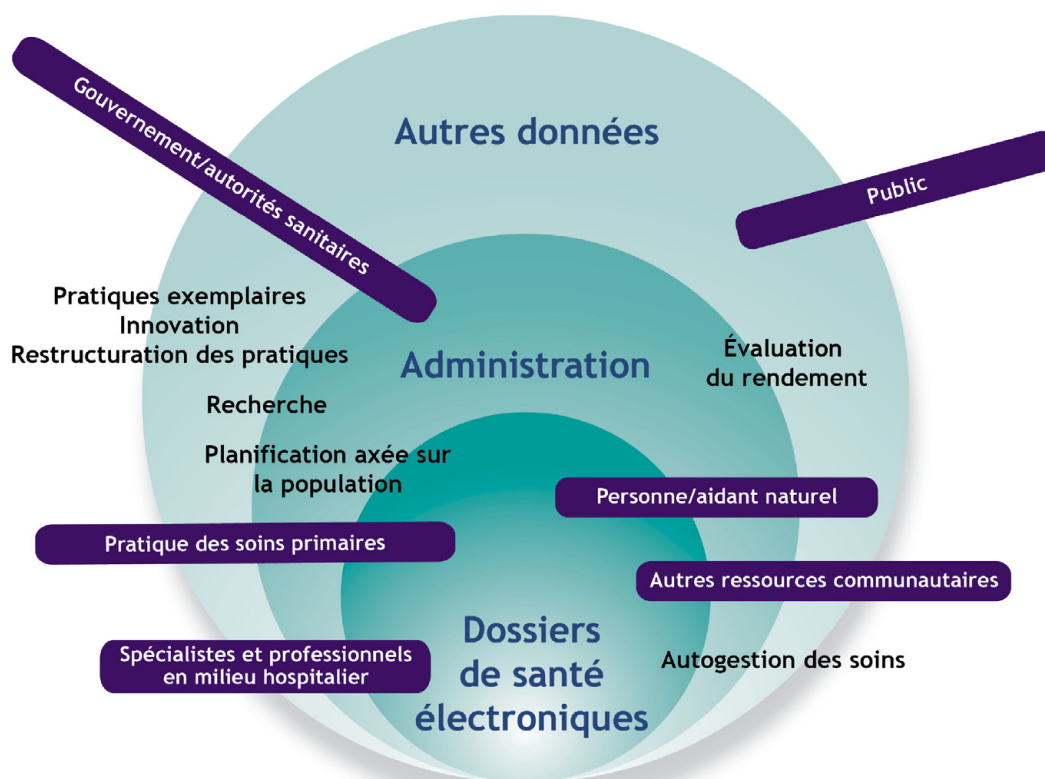 Gouvernement/autorités sanitaires
Autres données
Public
Pratiques exemplaires
Innovation
Restructuration des pratiques
Administration
Évaluation
du rendement
Recherche
Planification axée sur
la population
Personne/aidant naturel
Pratique des soins primaires
Autres ressources communautaires
Dossiers
de santé
électroniques
Spécialistes et professionnels
en milieu hospitalier
Autogestion des soins